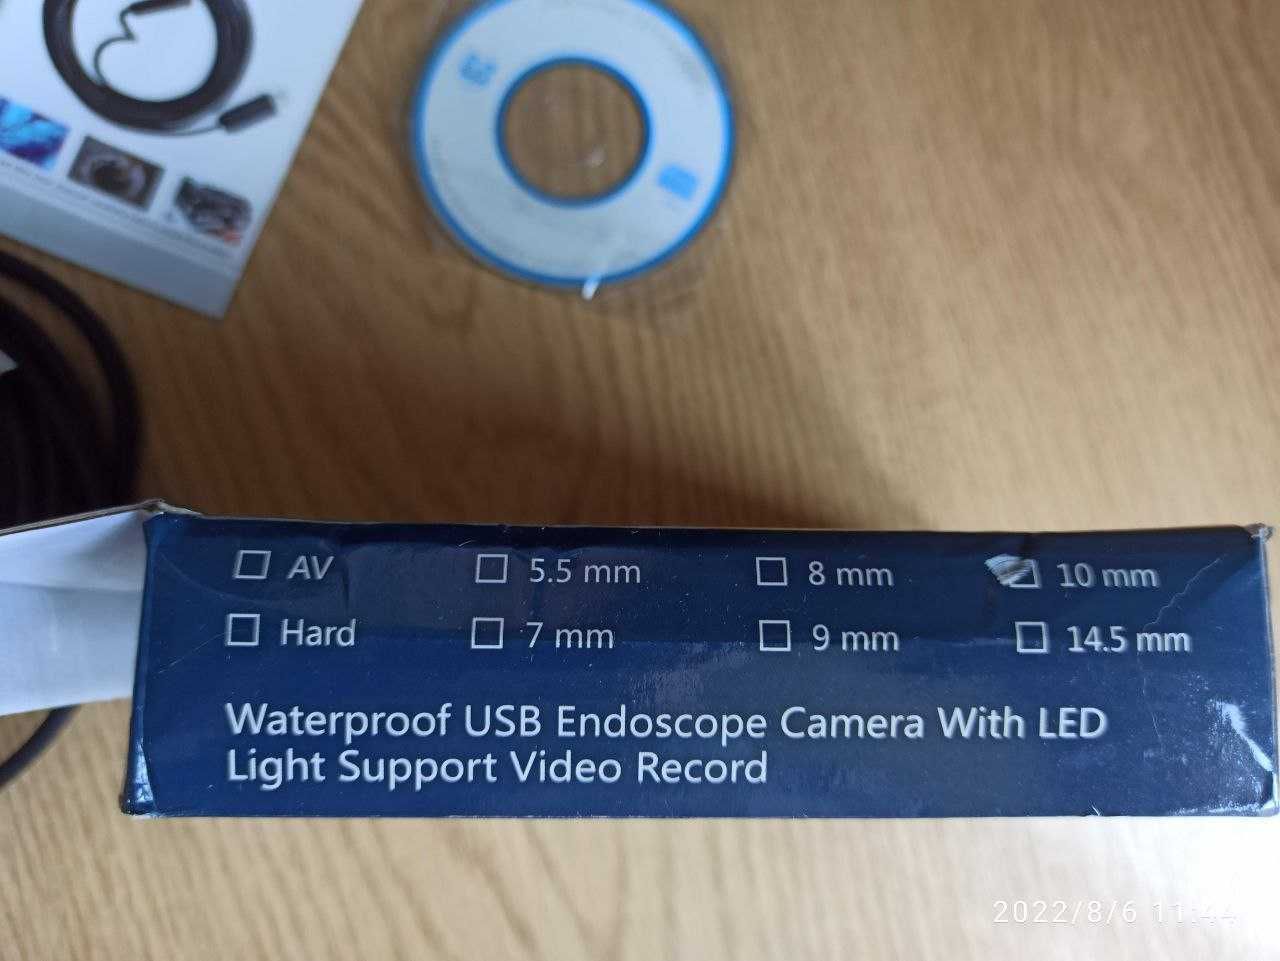 AV 5.5 mm 8 mm 10 mm
Hard 7 mm 9 mm 14.5 mm
Waterproof USB Endoscope Camera With LED
Light Support Video Record
2022/8/6 11:44